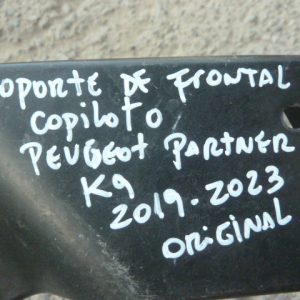 OPORTE DE FRONTAL
COPILOTO
PEUGEOT PARTNER
K9
2019-2023
ORIGINAL